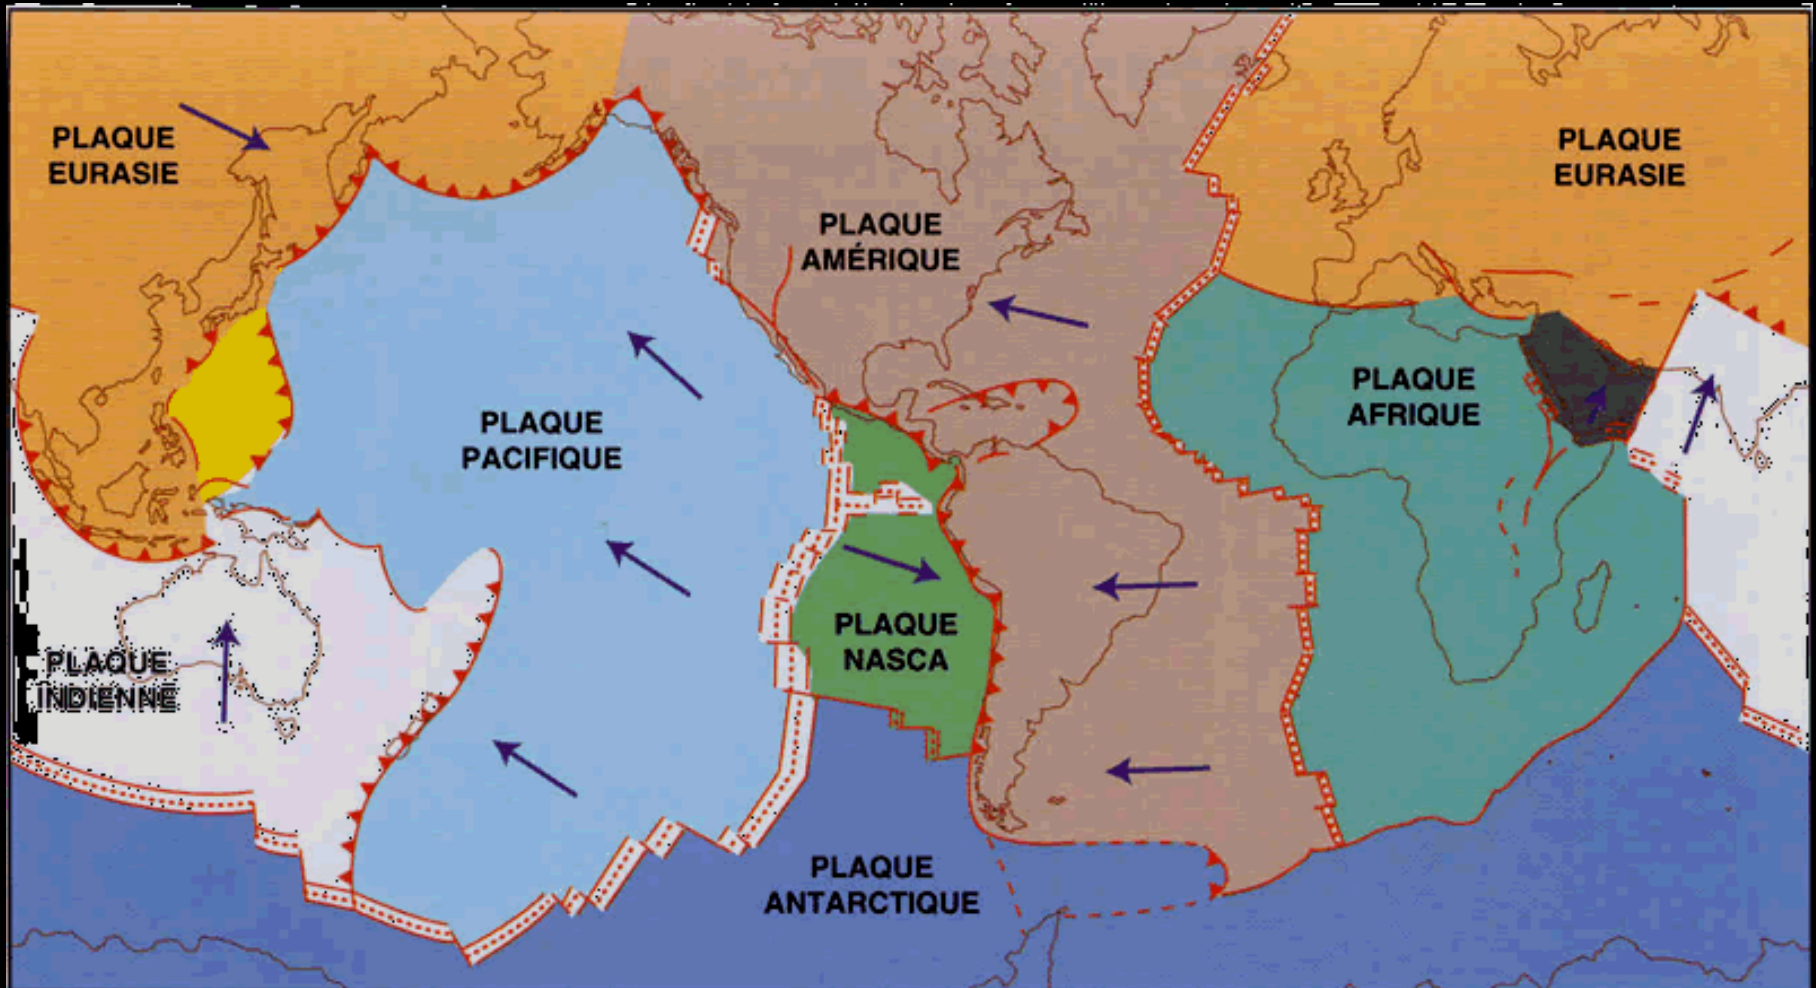 PLAQUE
EURASIE
PLAQUE
EURASIE
PLAQUE
AMÉRIQUE
PLAQUE
AFRIQUE
PLAQUE
PACIFIQUE
PLAQUE
NASCA
PLAQUE
INDIENNE
PLAQUE
ANTARCTIQUE